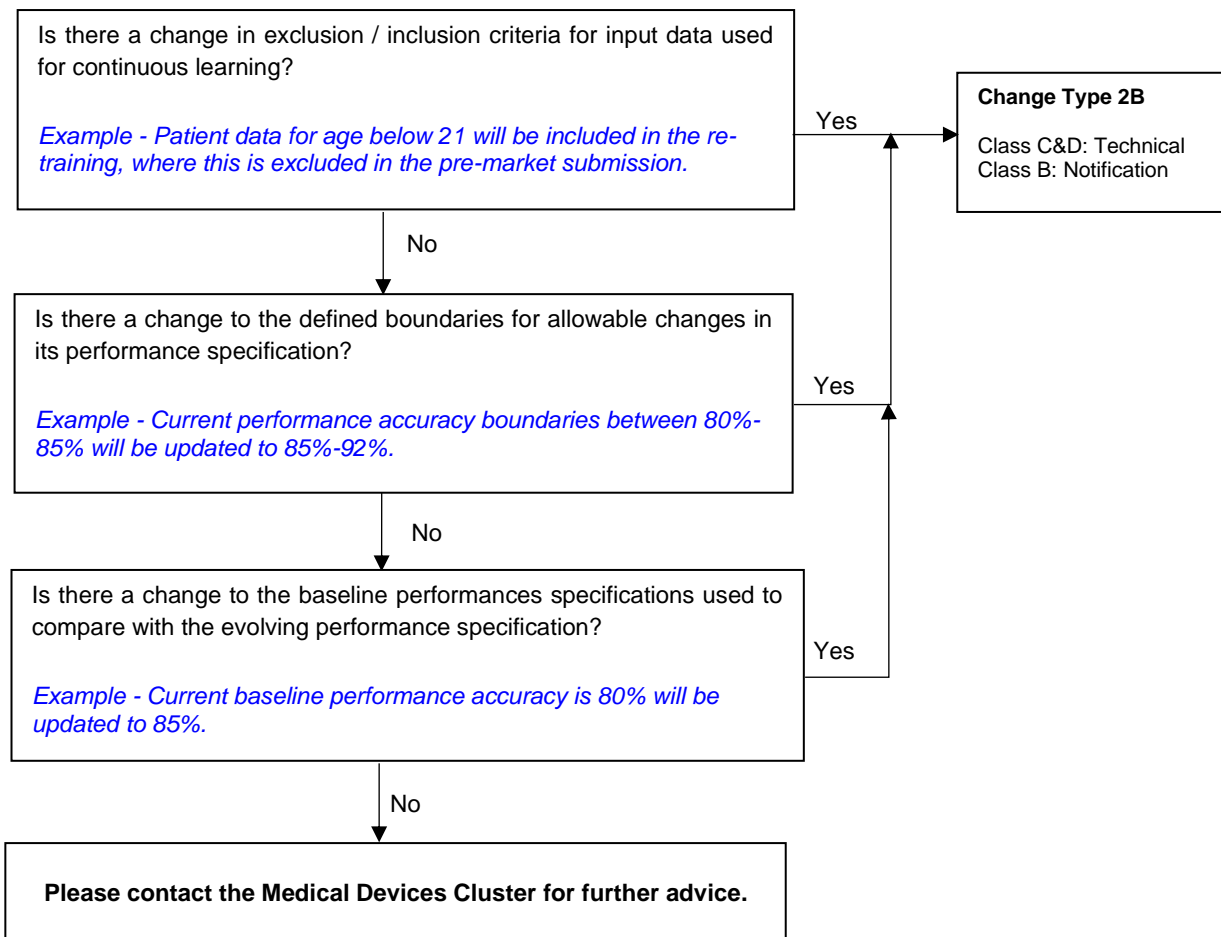 Is there a change in exclusion / inclusion criteria for input data used
for continuous learning?
Example - Patient data for age below 21 will be included in the re-
training, where this is excluded in the pre-market submission.
Yes
Change Type 2B
Class C&D: Technical
Class B: Notification
No
Is there a change to the defined boundaries for allowable changes in
its performance specification?
Example - Current performance accuracy boundaries between 80%-
85% will be updated to 85%-92%.
Yes
No
Is there a change to the baseline performances specifications used to
compare with the evolving performance specification?
Example - Current baseline performance accuracy is 80% will be
updated to 85%.
Yes
No
Please contact the Medical Devices Cluster for further advice.